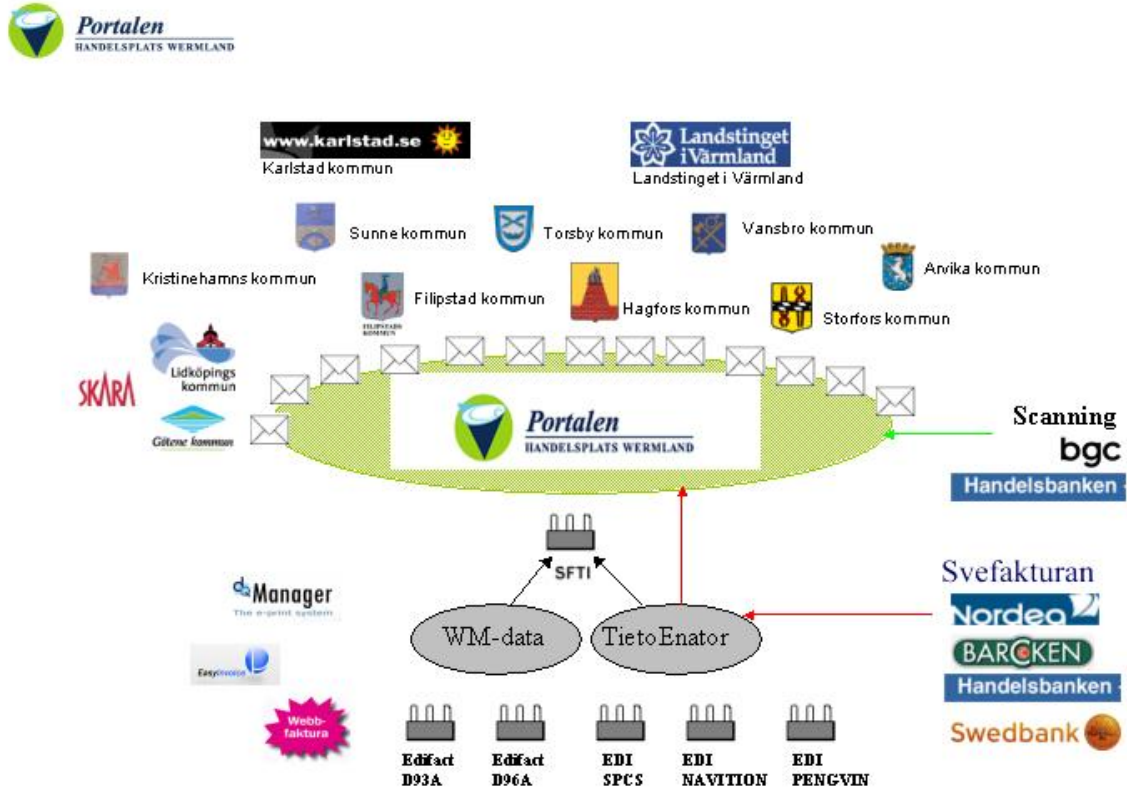 Portalen
HANDELSPLATS WERMLAND
www.karlstad.se
Karlstad kommun
Landstinget
i Värmland
Landstinget i Värmland
Sunne kommun
Torsby kommun
Vansbro kommun
Kristinehamns kommun
Filipstad kommun
FILIPSTADS
KOMMUN
Hagfors kommun
Storfors kommun
Arvika kommun
Lidköpings
kommun
SKARA
Götene kommun
Portalen
HANDELSPLATS WERMLAND
Scanning
bgc
Handelsbanken
SFTI
Manager
The e-print system
WM-data
TietoEnator
Svefakturan
Nordea
BARCKEN
Handelsbanken
Swedbank
EasyInvoice
Webb-
faktura
Edifact
D93A
Edifact
D96A
EDI
SPCS
EDI
NAVITION
EDI
PENGVIN